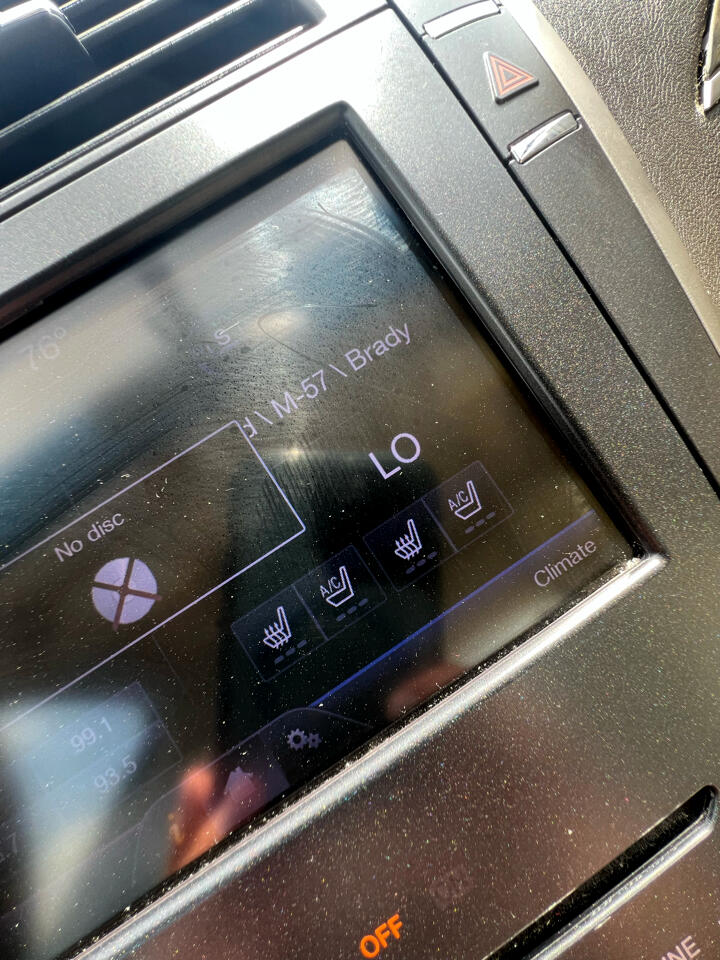 76°
S
\ M-57 \ Brady
LO
No disc
A/C
A/C
Climate
99.1
93.5
OFF